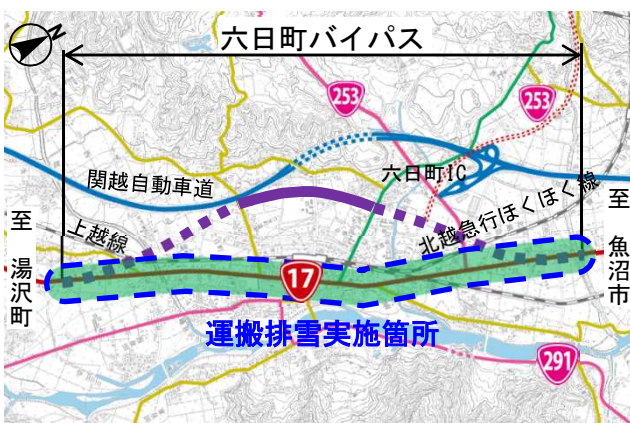 N
六日町バイパス
253
253
関越自動車道
六日町IC
上越線
北越急行ほくほく線
至 湯沢町
至 魚沼市
17
運搬排雪実施箇所
291